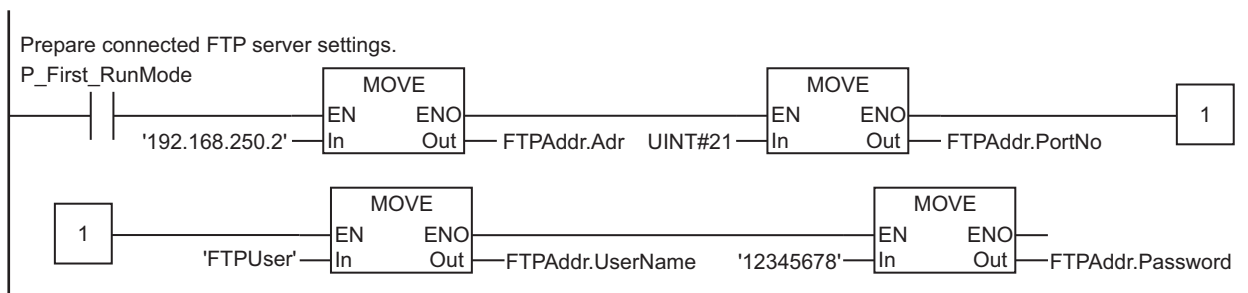 Prepare connected FTP server settings.
P_First_RunMode
MOVE MOVE
EN ENO EN ENO 1
'192.168.250.2' In Out FTPAddr.Adr UINT#21 In Out FTPAddr.PortNo
MOVE MOVE
1 EN ENO EN ENO
'FTPUser' In Out FTPAddr.UserName '12345678' In Out FTPAddr.Password